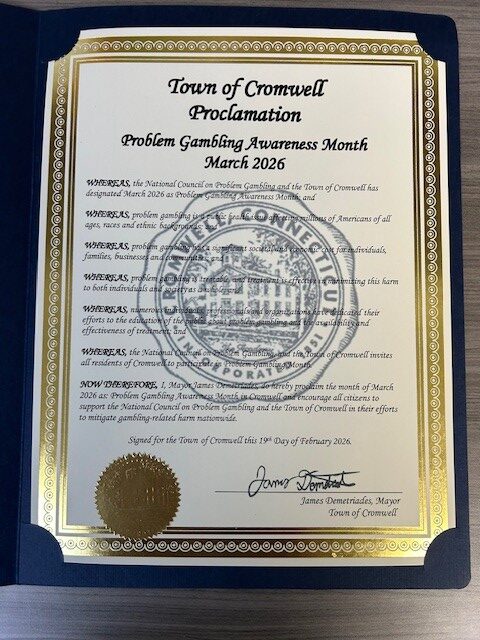 Town of Cromwell
Proclamation
Problem Gambling Awareness Month
March 2026
WHEREAS, the National Council on Problem Gambling and the Town of Cromwell has
designated March 2026 as Problem Gambling Awareness Month; and
WHEREAS, problem gambling is a public health issue affecting millions of Americans of all
ages, races and ethnic backgrounds; and
WHEREAS, problem gambling has a significant societal and economic cost for individuals,
families, businesses and communities; and
WHEREAS, problem gambling is treatable, and treatment is effective in minimizing this harm
to both individuals and society as a whole; and
WHEREAS, numerous individuals, professionals and organizations have dedicated their
efforts to the education of the public about problem gambling and the availability and
effectiveness of treatment; and
WHEREAS, the National Council on Problem Gambling, and the Town of Cromwell invites
all residents of Cromwell to participate in Problem Gambling Month.
NOW THEREFORE, I, Mayor James Demetriades, do hereby proclaim the month of March
2026 as: Problem Gambling Awareness Month in Cromwell and encourage all citizens to
support the National Council on Problem Gambling and the Town of Cromwell in their efforts
to mitigate gambling-related harm nationwide.
Signed for the Town of Cromwell this 19th Day of February 2026.
James Demetriades, Mayor
Town of Cromwell
CROMWELL CONNECTICUT
INCORPORATED 1851